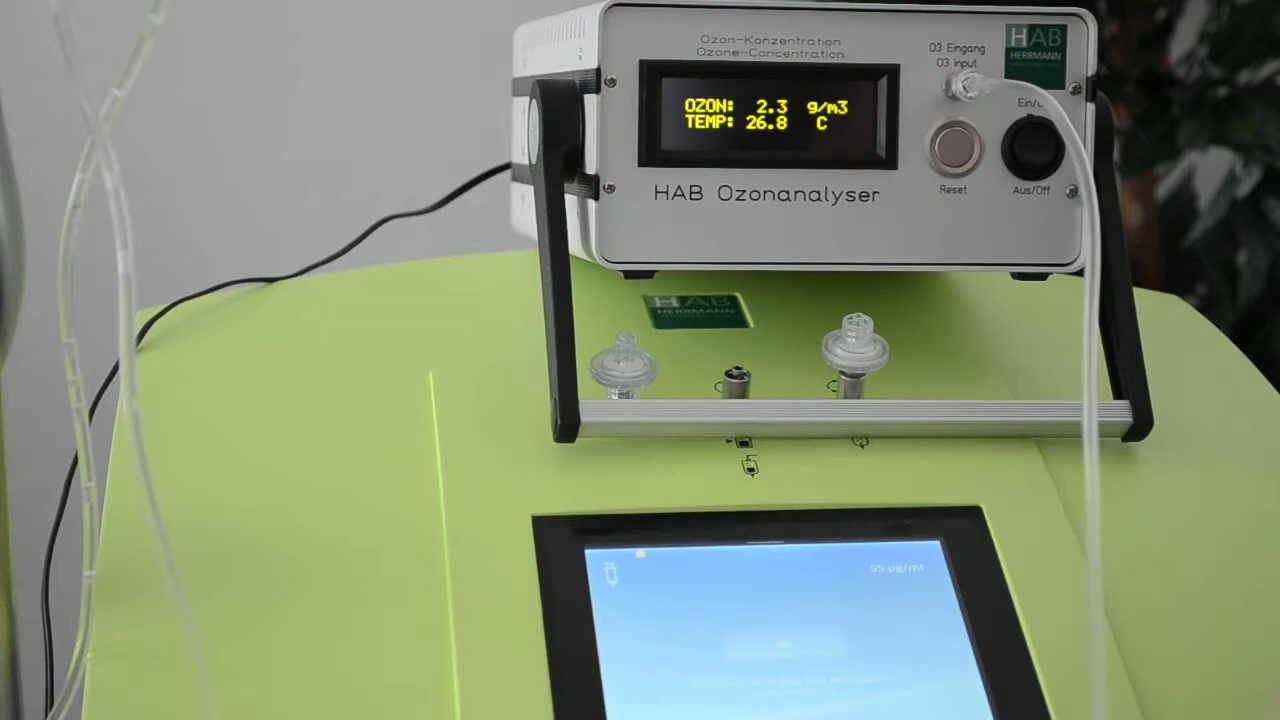 Ozon-Konzentration
Ozone-Concentration
O3 Eingang
O3 Input
HAB
HERRMANN
OZON: 2.3 g/m3
TEMP: 26.8 C
Reset
Aus/Off
HAB Ozonanalyser
HAB
HERRMANN
55 µg/ml